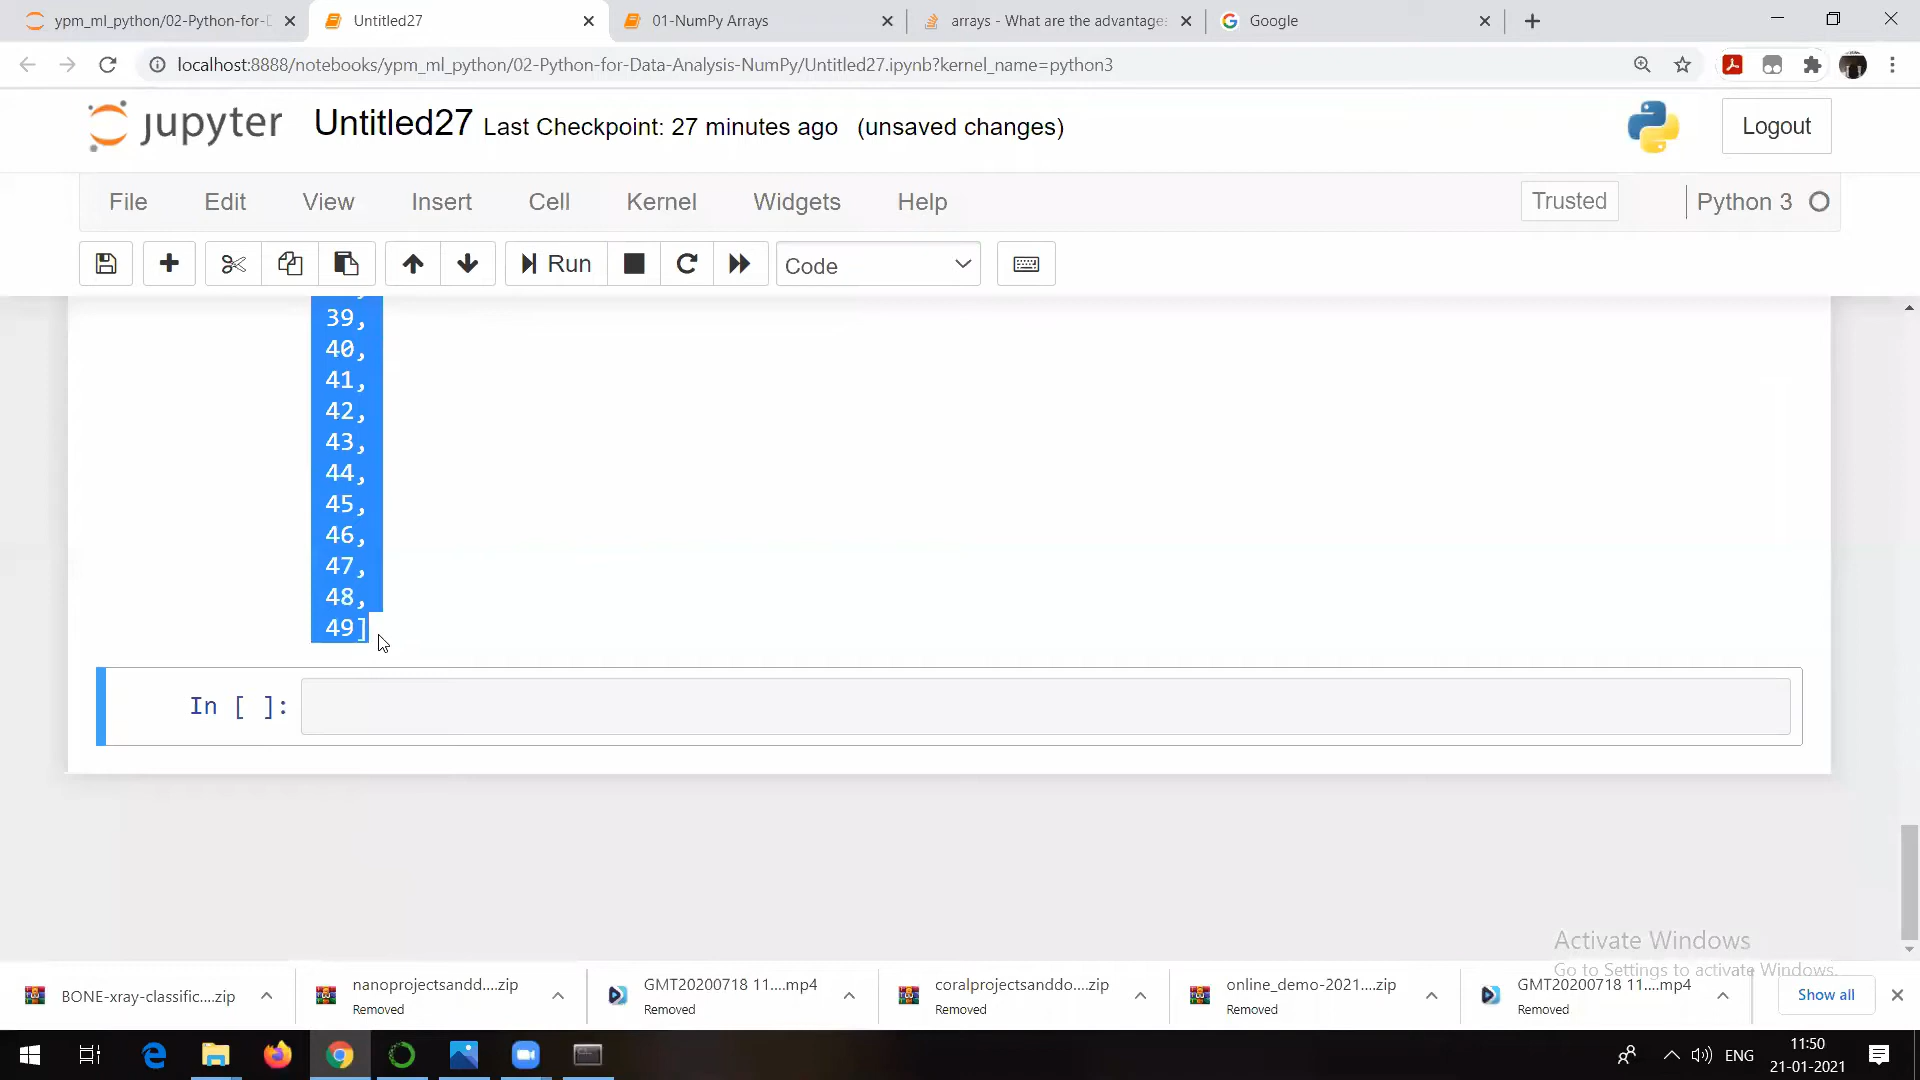 ypm_ml_python/02-Python-for-D
Untitled27
01-NumPy Arrays
arrays - What are the advantage
Google
localhost:8888/notebooks/ypm_ml_python/02-Python-for-Data-Analysis-NumPy/Untitled27.ipynb?kernel_name=python3
jupyter Untitled27 Last Checkpoint: 27 minutes ago (unsaved changes)
Logout
File Edit View Insert Cell Kernel Widgets Help
Trusted Python 3
Run Code
39,
40,
41,
42,
43,
44,
45,
46,
47,
48,
49]
In [ ]:
Activate Windows
Go to Settings to activate Windows.
BONE-xray-classific....zip
nanoprojectsandd....zip
Removed
GMT20200718 11....mp4
Removed
coralprojectsanddo....zip
Removed
online_demo-2021....zip
Removed
GMT20200718 11....mp4
Removed
Show all
ENG
11:50
21-01-2021